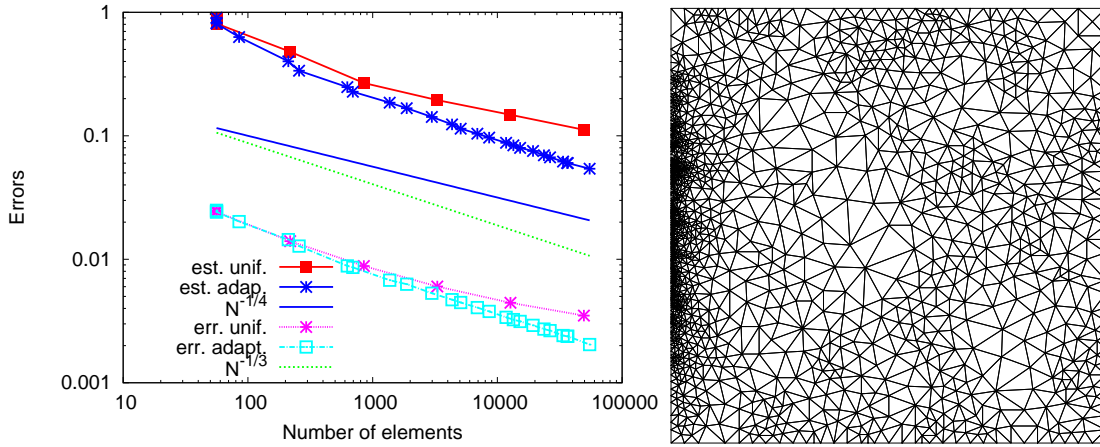 1
0.1
0.01
0.001
Errors
10
100
1000
10000
100000
Number of elements
est. unif.
est. adap.
N^-1/4
err. unif.
err. adapt.
N^-1/3